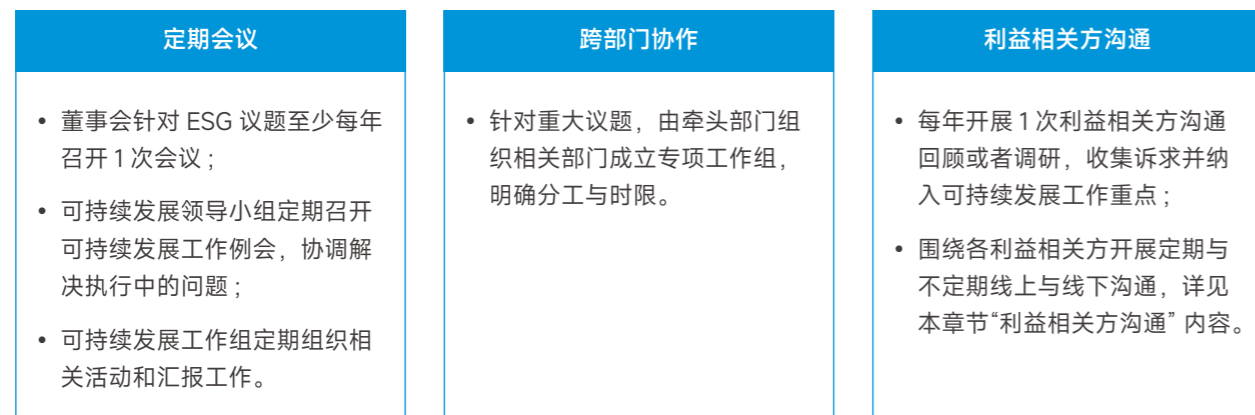 定期会议
• 董事会针对 ESG 议题至少每年
召开 1 次会议；
• 可持续发展领导小组定期召开
可持续发展工作例会，协调解
决执行中的问题；
• 可持续发展工作组定期组织相
关活动和汇报工作。
跨部门协作
• 针对重大议题，由牵头部门组
织相关部门成立专项工作组，
明确分工与时限。
利益相关方沟通
• 每年开展 1 次利益相关方沟通
回顾或者调研，收集诉求并纳
入可持续发展工作重点；
• 围绕各利益相关方开展定期与
不定期线上与线下沟通，详见
本章节“利益相关方沟通” 内容。